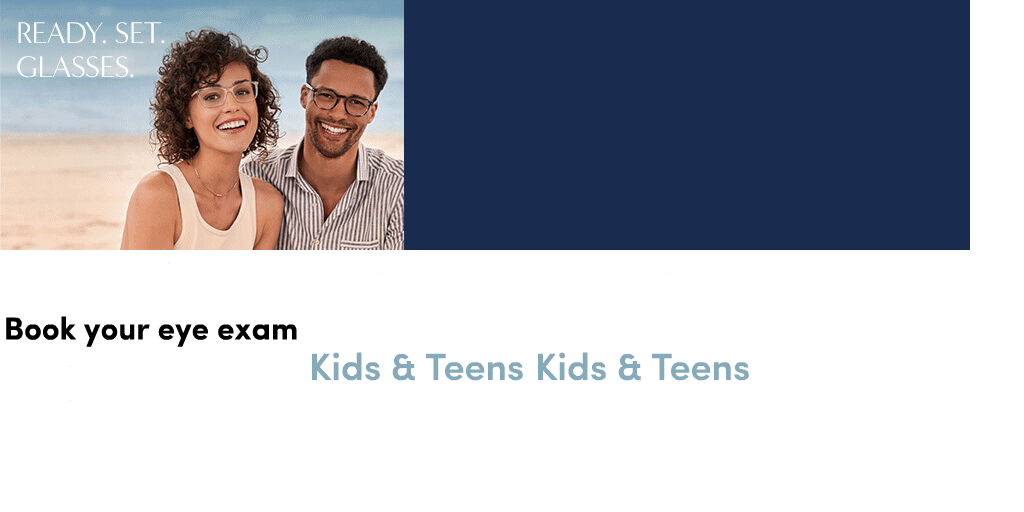 READY. SET.
GLASSES.
Book your eye exam
Kids & Teens Kids & Teens